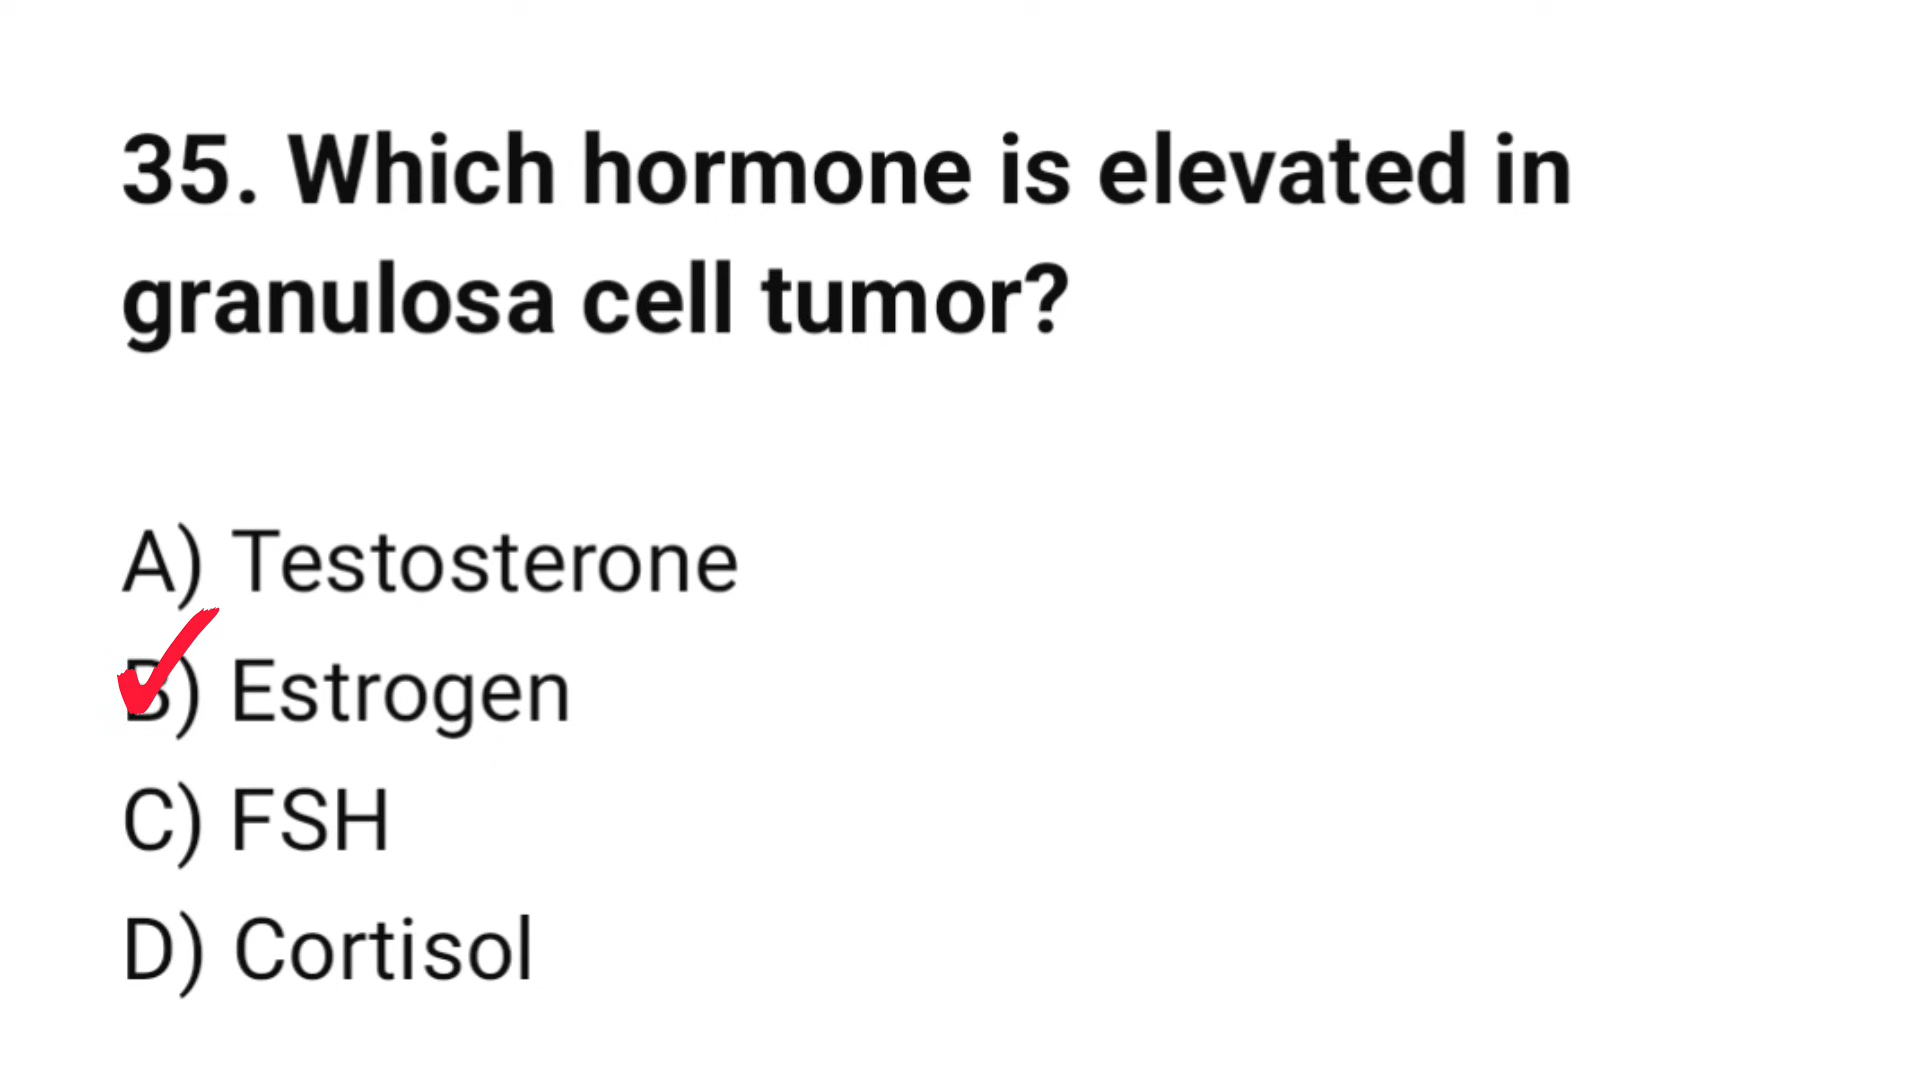 35. Which hormone is elevated in
granulosa cell tumor?
A) Testosterone
B) Estrogen
C) FSH
D) Cortisol